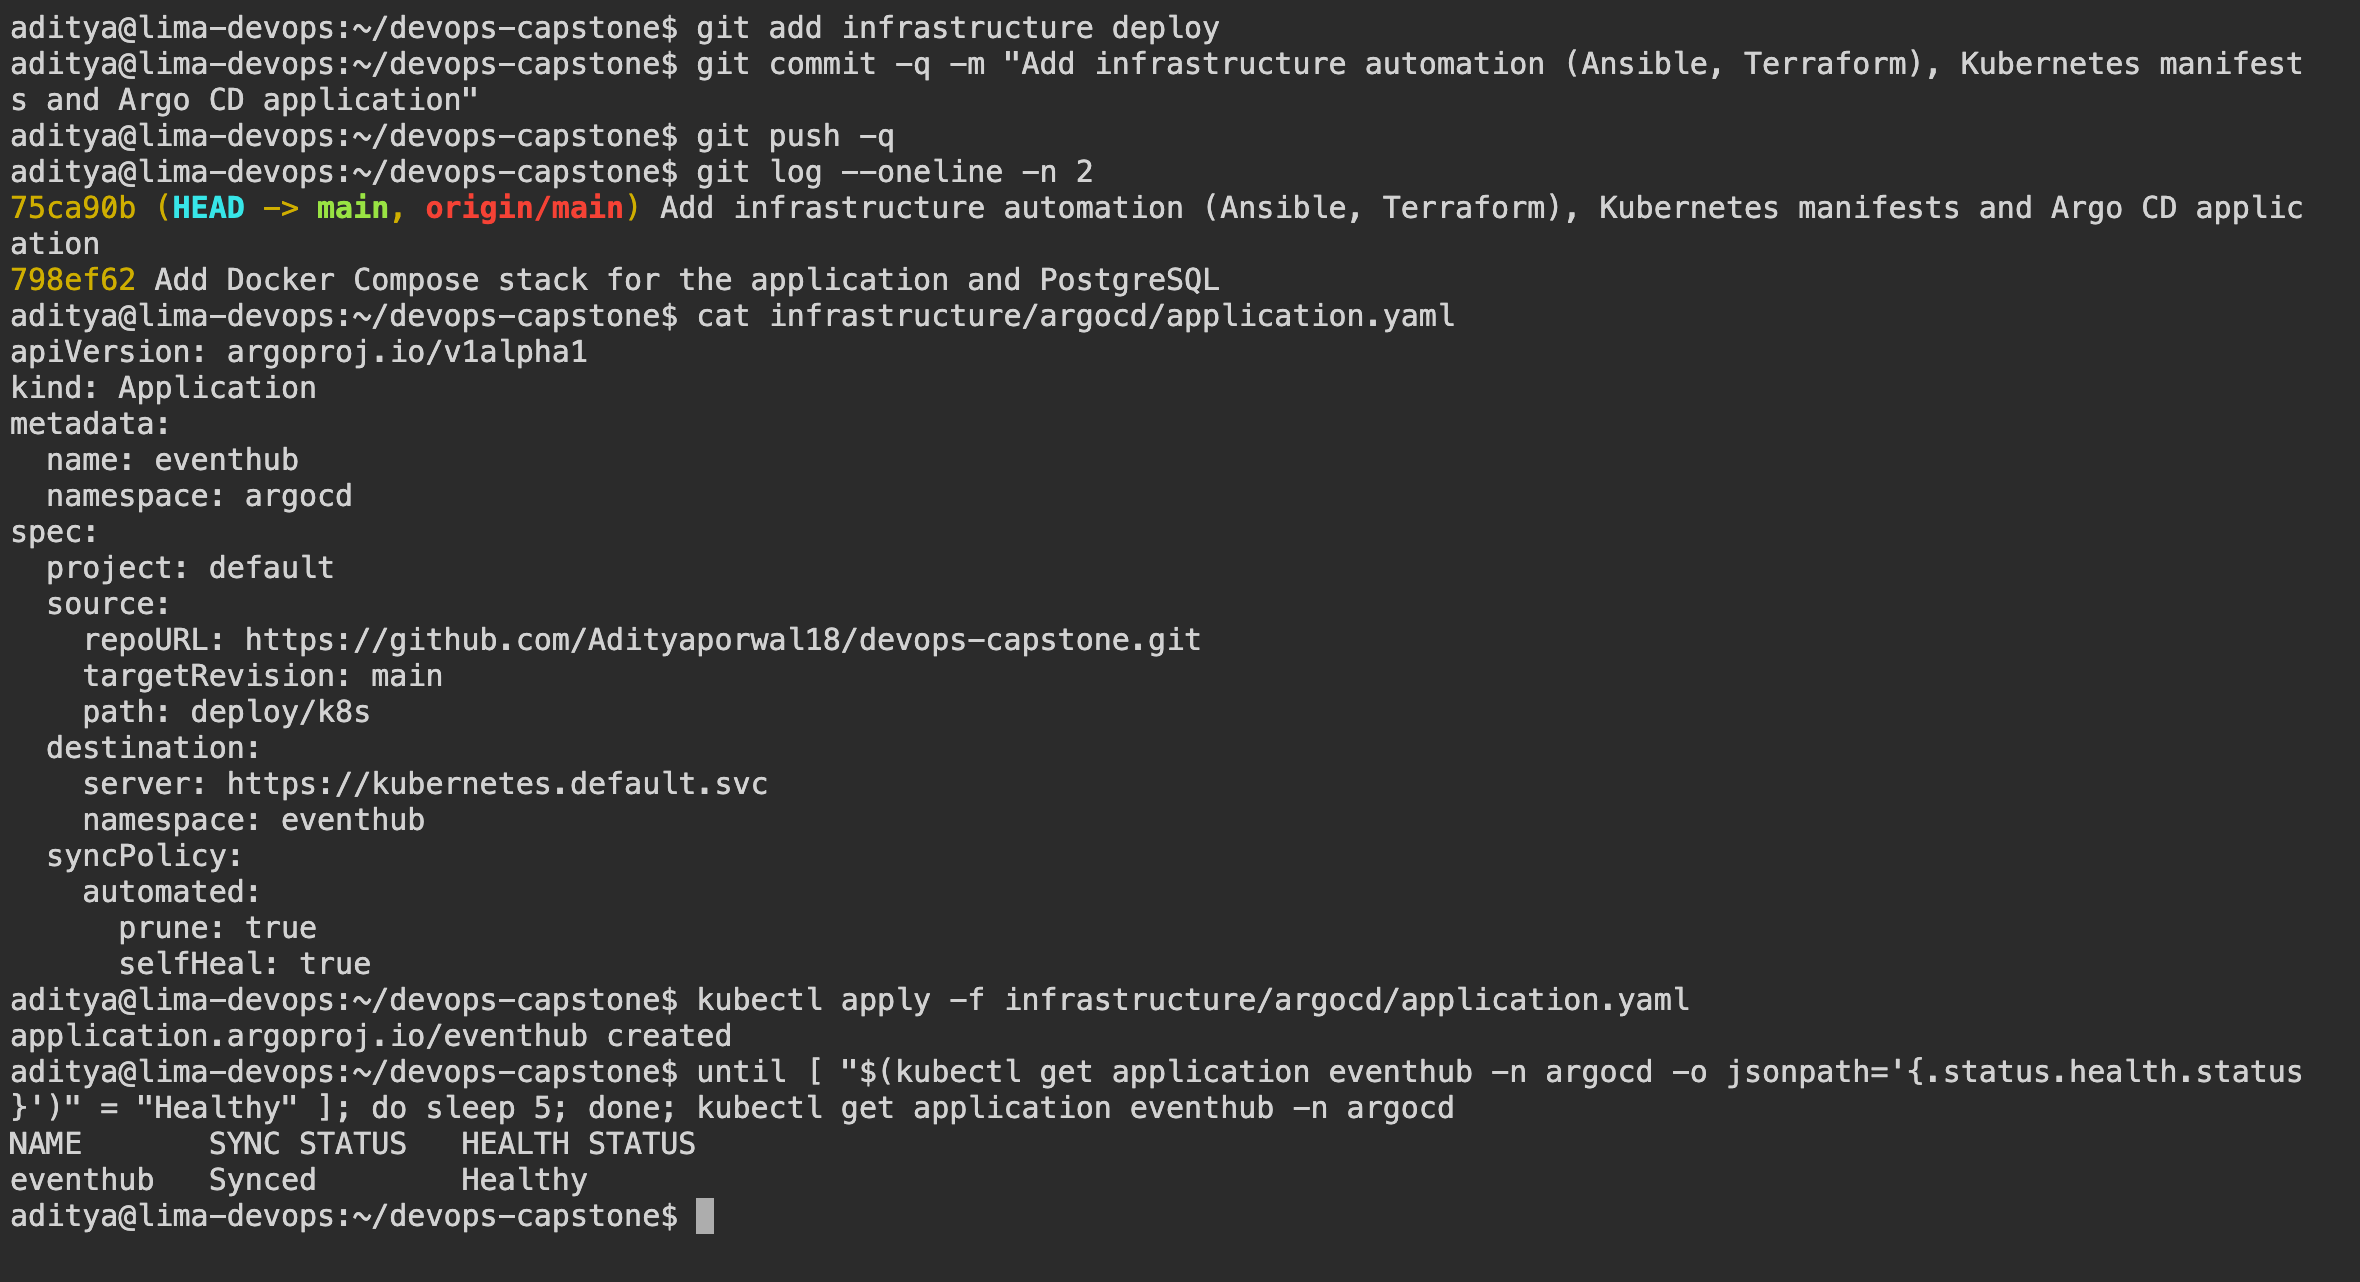 aditya@lima-devops:~/devops-capstone$ git add infrastructure deploy
aditya@lima-devops:~/devops-capstone$ git commit -q -m "Add infrastructure automation (Ansible, Terraform), Kubernetes manifest
s and Argo CD application"
aditya@lima-devops:~/devops-capstone$ git push -q
aditya@lima-devops:~/devops-capstone$ git log --oneline -n 2
75ca90b (HEAD -> main, origin/main) Add infrastructure automation (Ansible, Terraform), Kubernetes manifests and Argo CD applic
ation
798ef62 Add Docker Compose stack for the application and PostgreSQL
aditya@lima-devops:~/devops-capstone$ cat infrastructure/argocd/application.yaml
apiVersion: argoproj.io/v1alpha1
kind: Application
metadata:
  name: eventhub
  namespace: argocd
spec:
  project: default
  source:
    repoURL: https://github.com/Adityaporwal18/devops-capstone.git
    targetRevision: main
    path: deploy/k8s
  destination:
    server: https://kubernetes.default.svc
    namespace: eventhub
  syncPolicy:
    automated:
      prune: true
      selfHeal: true
aditya@lima-devops:~/devops-capstone$ kubectl apply -f infrastructure/argocd/application.yaml
application.argoproj.io/eventhub created
aditya@lima-devops:~/devops-capstone$ until [ "$(kubectl get application eventhub -n argocd -o jsonpath='{.status.health.status
}')" = "Healthy" ]; do sleep 5; done; kubectl get application eventhub -n argocd
NAME       SYNC STATUS   HEALTH STATUS
eventhub   Synced        Healthy
aditya@lima-devops:~/devops-capstone$